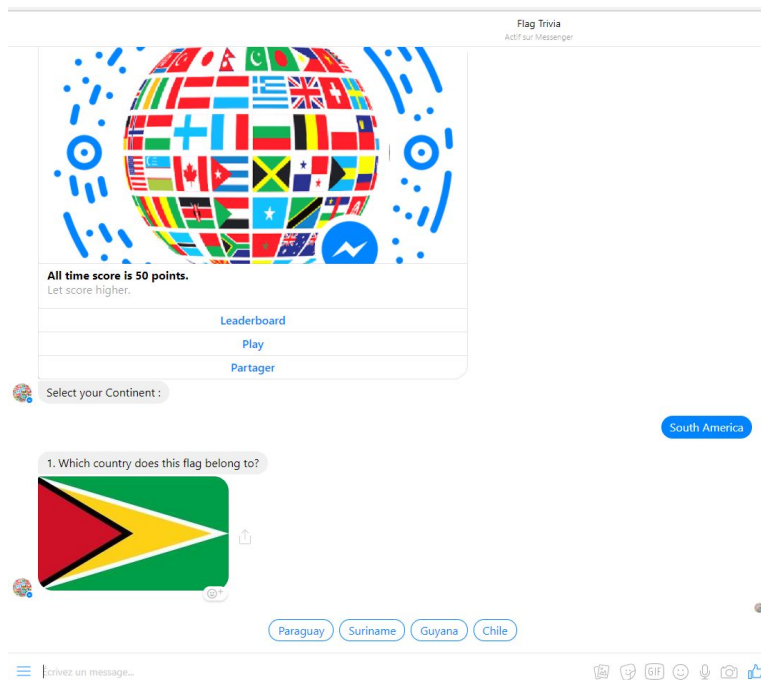 Flag Trivia
Actif sur Messenger
All time score is 50 points.
Let score higher.
Leaderboard
Play
Partager
Select your Continent :
South America
1. Which country does this flag belong to?
Paraguay Suriname Guyana Chile
Écrivez un message...
GIF